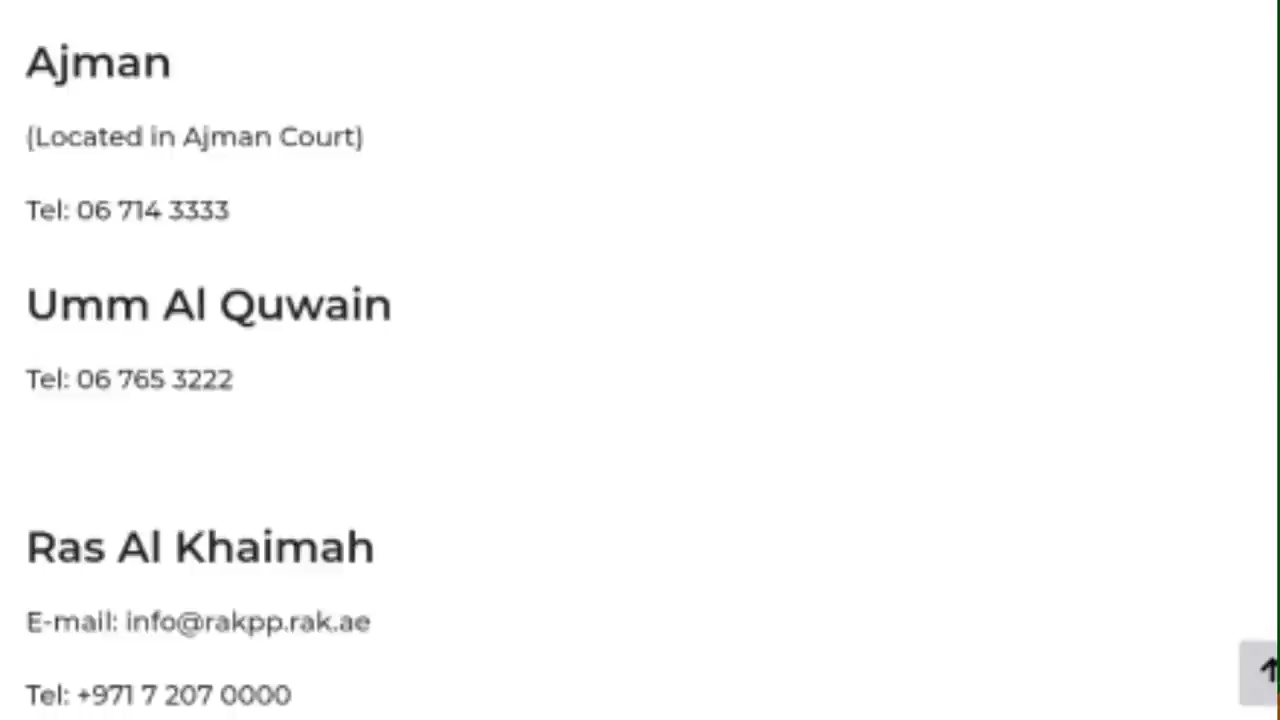 Ajman
(Located in Ajman Court)
Tel: 06 714 3333
Umm Al Quwain
Tel: 06 765 3222
Ras Al Khaimah
E-mail: info@rakpp.rak.ae
Tel: +971 7 207 0000